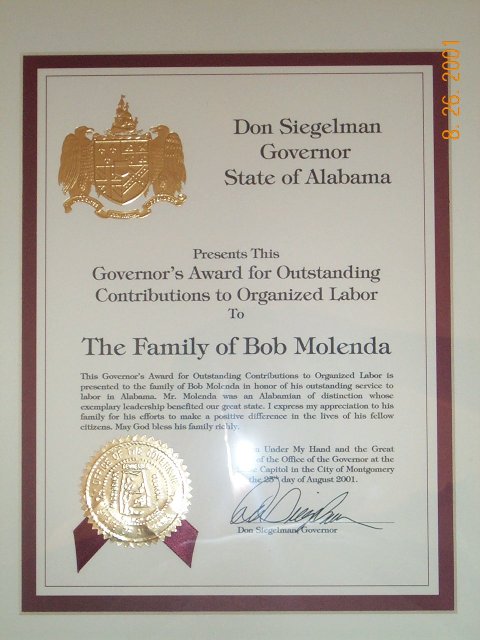 Don Siegelman
Governor
State of Alabama
Presents This
Governor's Award for Outstanding
Contributions to Organized Labor
To
The Family of Bob Molenda
This Governor's Award for Outstanding Contributions to Organized Labor is
presented to the family of Bob Molenda in honor of his outstanding service to
labor in Alabama. Mr. Molenda was an Alabamian of distinction whose
exemplary leadership benefited our great state. I express my appreciation to his
family for his efforts to make a positive difference in the lives of his fellow
citizens. May God bless his family richly.
Under My Hand and the Great
of the Office of the Governor at the
Capitol in the City of Montgomery
the 25th day of August 2001.
Don Siegelman, Governor
8. 26. 2001